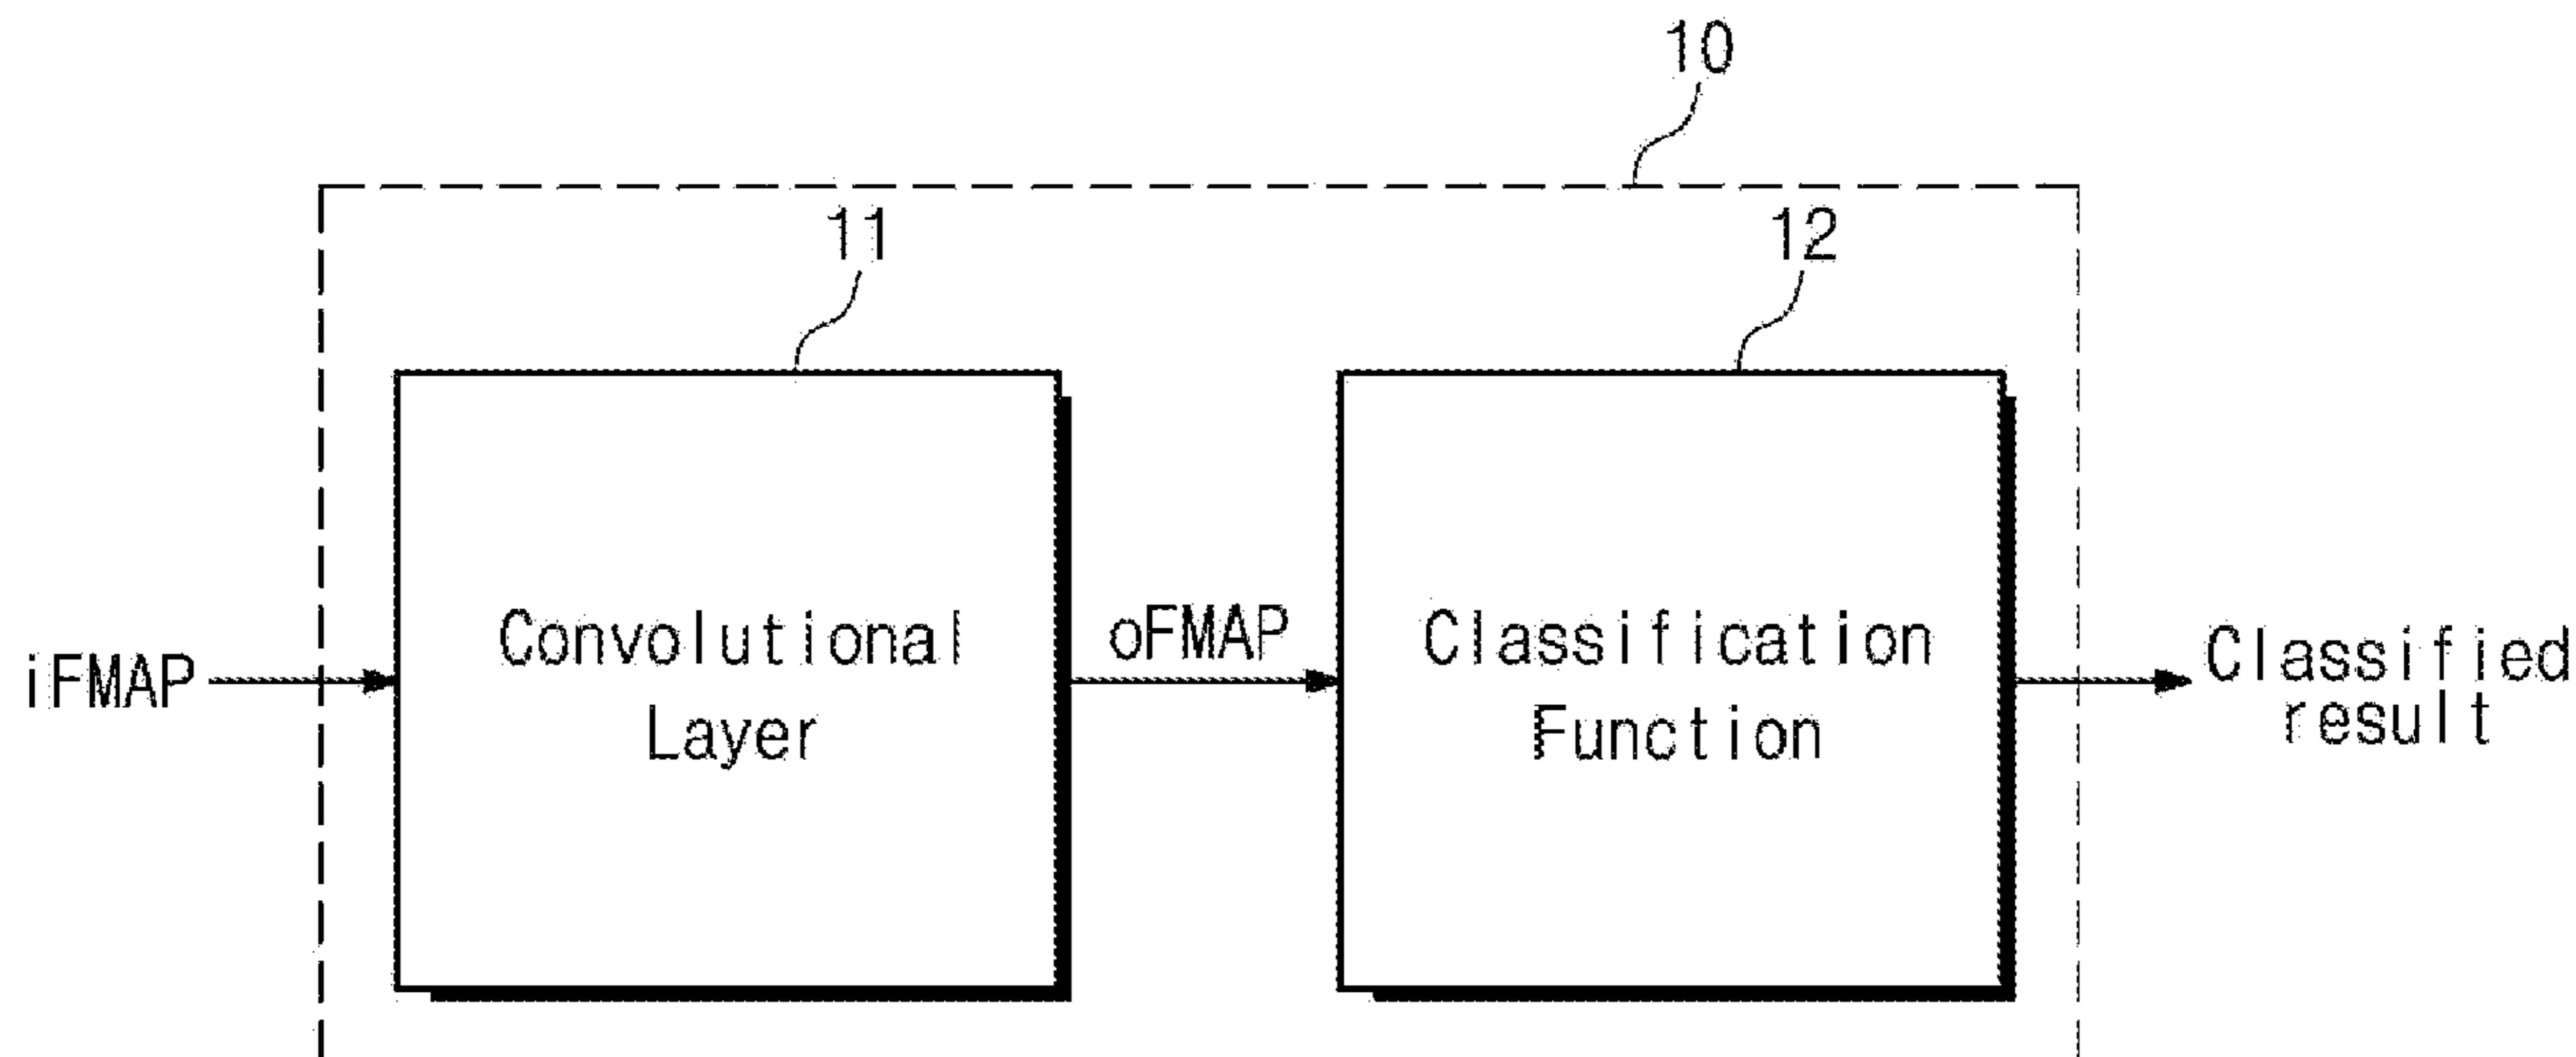 10
11
12
iFMAP
Convolutional
Layer
oFMAP
Classification
Function
Classified
result